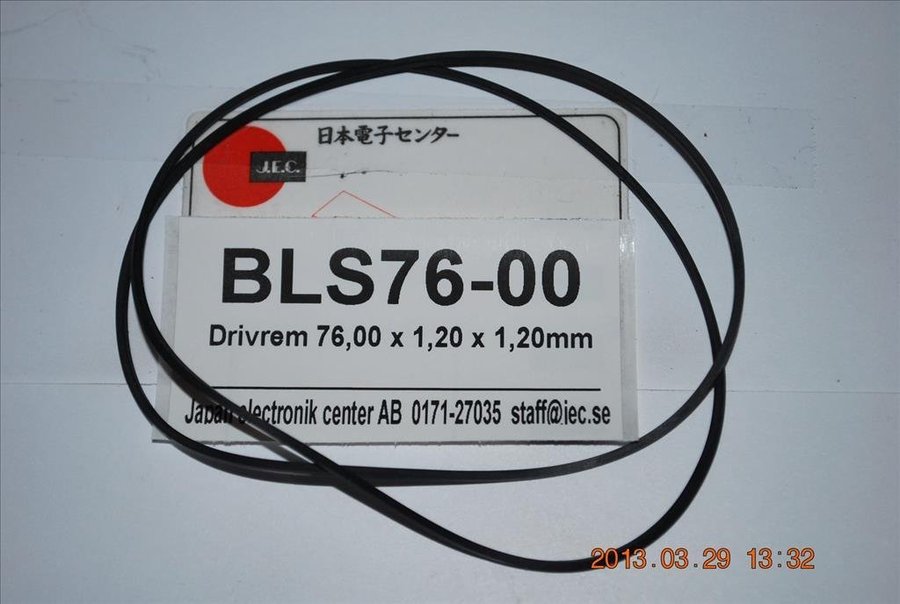 日本電子センター
J.E.C.
BLS76-00
Drivrem 76,00 x 1,20 x 1,20mm
Japan electronik center AB 0171-27035 staff@jec.se
2013.03.29 13:32